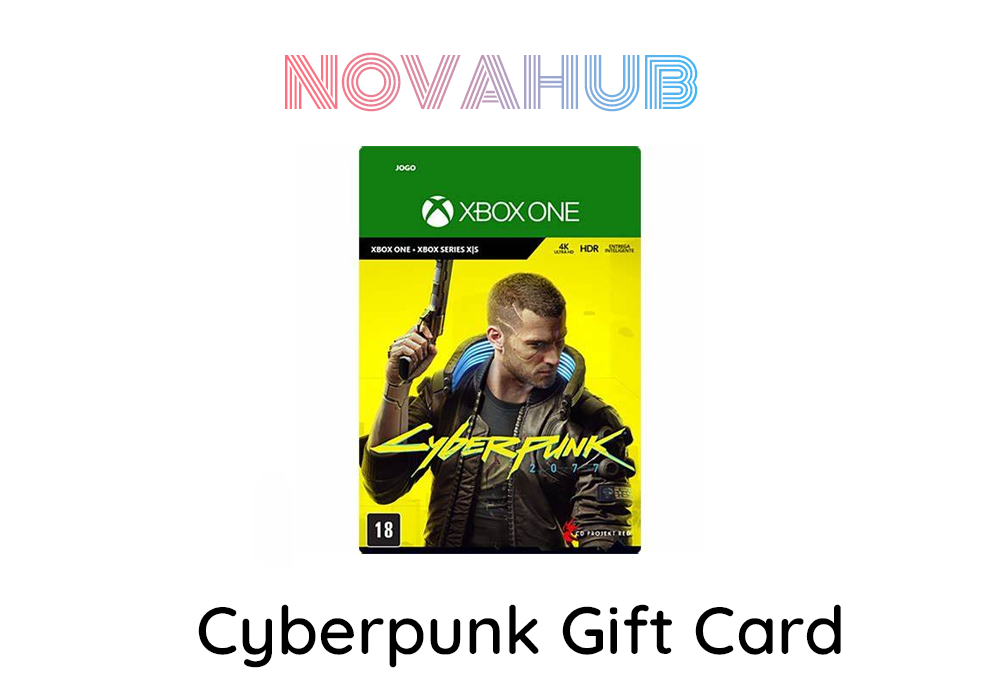 NOVAHUB
JOGO
XBOX ONE
XBOX ONE • XBOX SERIES X|S
4K
ULTRA HD
HDR
ENTREGA
INTELIGENTE
CYBERPUNK
2077
18
CD PROJEKT RED
Cyberpunk Gift Card